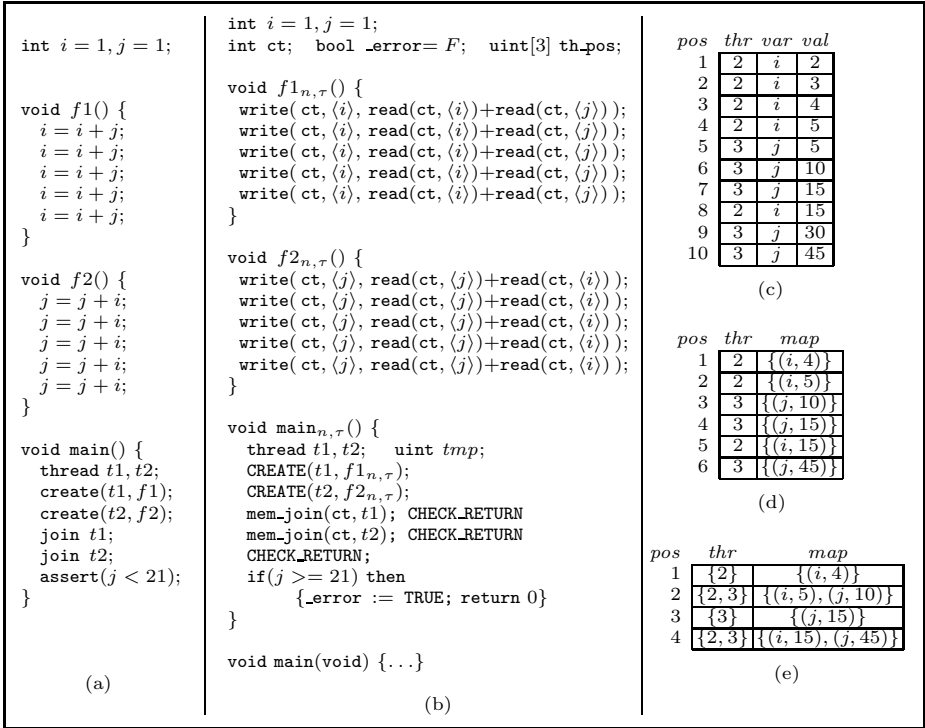 int i = 1, j = 1;
void f1() {
i = i + j;
i = i + j;
i = i + j;
i = i + j;
i = i + j;
}
void f2() {
j = j + i;
j = j + i;
j = j + i;
j = j + i;
j = j + i;
}
void main() {
thread t1, t2;
create(t1, f1);
create(t2, f2);
join t1;
join t2;
assert(j < 21);
}
(a)
int i = 1, j = 1;
int ct; bool _error= F; uint[3] th_pos;
void f1n,τ() {
write( ct, ⟨i⟩, read(ct, ⟨i⟩)+read(ct, ⟨j⟩) );
write( ct, ⟨i⟩, read(ct, ⟨i⟩)+read(ct, ⟨j⟩) );
write( ct, ⟨i⟩, read(ct, ⟨i⟩)+read(ct, ⟨j⟩) );
write( ct, ⟨i⟩, read(ct, ⟨i⟩)+read(ct, ⟨j⟩) );
write( ct, ⟨i⟩, read(ct, ⟨i⟩)+read(ct, ⟨j⟩) );
}
void f2n,τ() {
write( ct, ⟨j⟩, read(ct, ⟨j⟩)+read(ct, ⟨i⟩) );
write( ct, ⟨j⟩, read(ct, ⟨j⟩)+read(ct, ⟨i⟩) );
write( ct, ⟨j⟩, read(ct, ⟨j⟩)+read(ct, ⟨i⟩) );
write( ct, ⟨j⟩, read(ct, ⟨j⟩)+read(ct, ⟨i⟩) );
write( ct, ⟨j⟩, read(ct, ⟨j⟩)+read(ct, ⟨i⟩) );
}
void mainn,τ() {
thread t1, t2; uint tmp;
CREATE(t1, f1n,τ);
CREATE(t2, f2n,τ);
mem_join(ct, t1); CHECK_RETURN
mem_join(ct, t2); CHECK_RETURN
CHECK_RETURN;
if(j >= 21) then
{_error := TRUE; return 0}
}
void main(void) {...}
(b)
pos thr var val
1 2 i 2
2 2 i 3
3 2 i 4
4 2 i 5
5 3 j 5
6 3 j 10
7 3 j 15
8 2 i 15
9 3 j 30
10 3 j 45
(c)
pos thr map
1 2 {(i, 4)}
2 2 {(i, 5)}
3 3 {(j, 10)}
4 3 {(j, 15)}
5 2 {(i, 15)}
6 3 {(j, 45)}
(d)
pos thr map
1 {2} {(i, 4)}
2 {2, 3} {(i, 5), (j, 10)}
3 {3} {(j, 15)}
4 {2, 3} {(i, 15), (j, 45)}
(e)